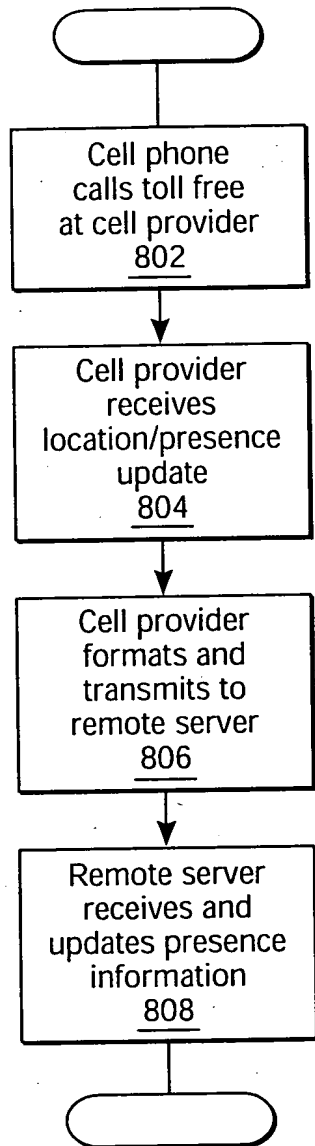 Cell phone
calls toll free
at cell provider
802
Cell provider
receives
location/presence
update
804
Cell provider
formats and
transmits to
remote server
806
Remote server
receives and
updates presence
information
808